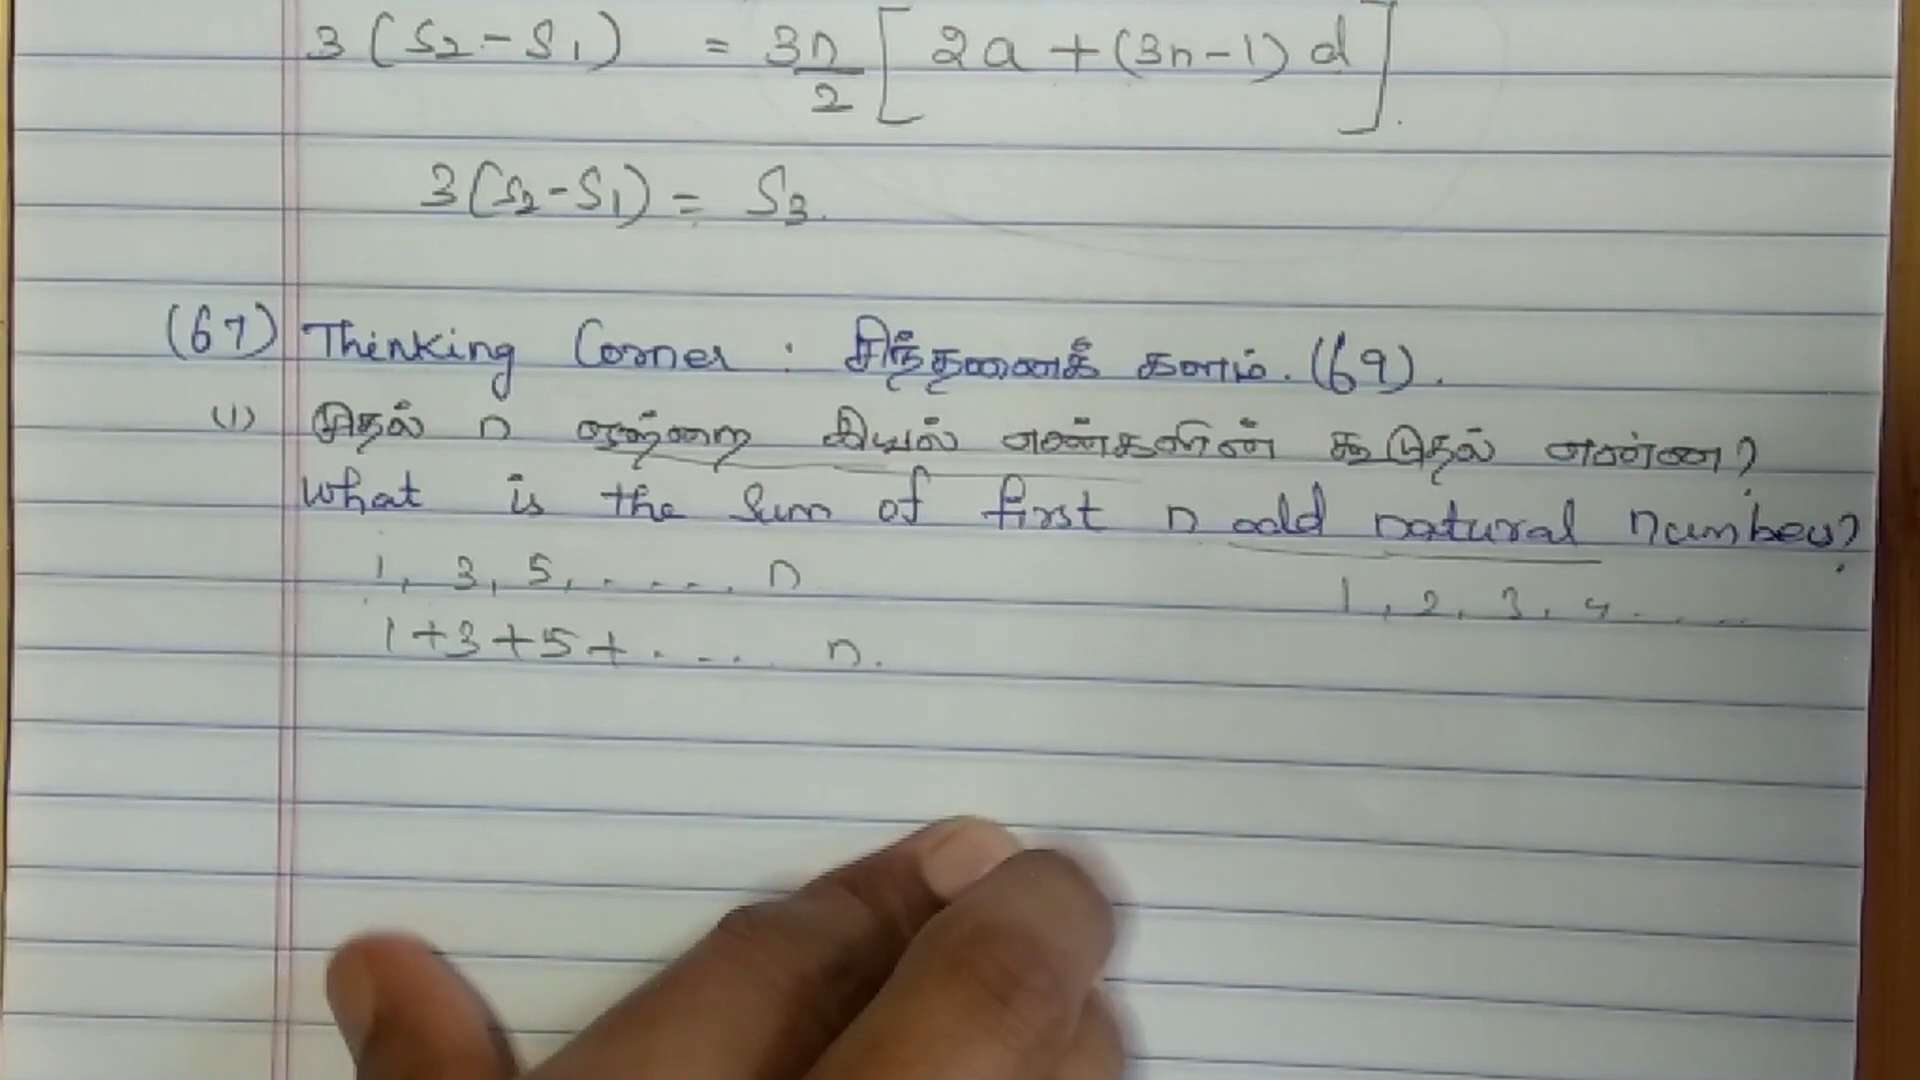 3 (S2 - S1) = 3n/2 [2a + (3n-1) d].
3(S2 - S1) = S3.
(67) Thinking Corner : சிந்தனைக் களம். (69).
(1) முதல் n ஒற்றை இயல் எண்களின் கூடுதல் என்ன?
What is the Sum of first n odd natural numbers?
1, 3, 5, . . . . . n
1, 2, 3, 4 . . . . .
1 + 3 + 5 + . . . . n.